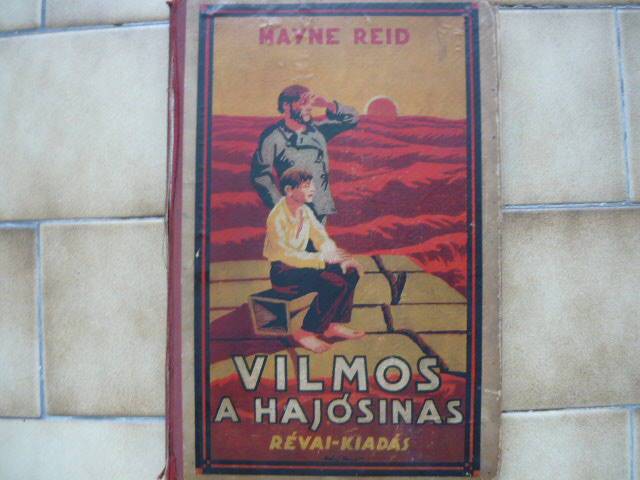 MAYNE REID
VILMOS
A HAJÓSINAS
RÉVAI-KIADÁS